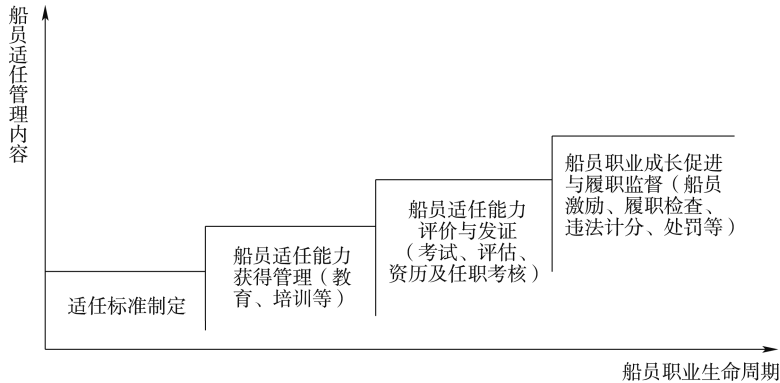 船员适任管理内容
适任标准制定
船员适任能力
获得管理（教
育、培训等）
船员适任能力
评价与发证
（考试、评估、
资历及任职考核）
船员职业成长促进
与履职监督（船员
激励、履职检查、
违法计分、处罚等）
船员职业生命周期